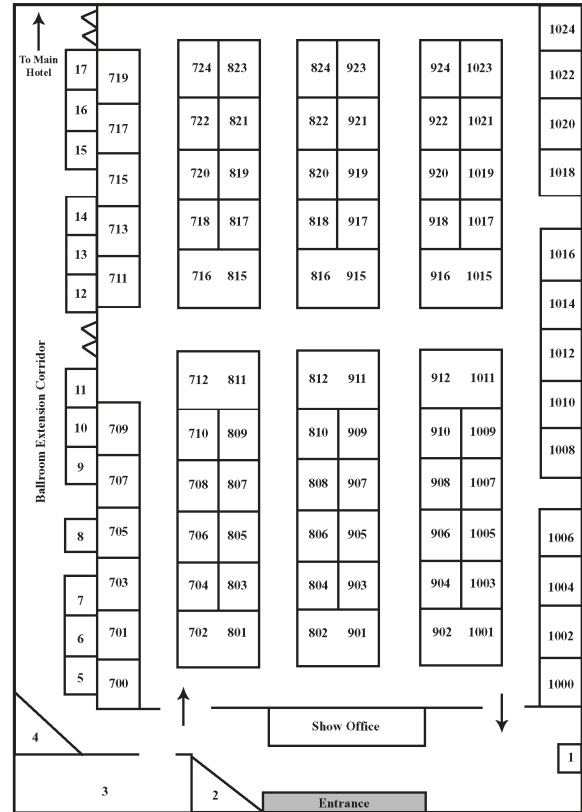 1024
To Main
Hotel
17 719 724 823 824 923 924 1023 1022
16 717 722 821 822 921 922 1021 1020
15
715 720 819 820 919 920 1019 1018
14 713 718 817 818 917 918 1017
13 1016
12 711 716 815 816 915 916 1015
1014
1012
11 712 811 812 911 912 1011
1010
10 709 710 809 810 909 910 1009 1008
9
707 708 807 808 907 908 1007
8 705 706 805 806 905 906 1005 1006
7 703 704 803 804 903 904 1003 1004
6 701 702 801 802 901 902 1001 1002
5 700 1000
Ballroom Extension Corridor
Show Office
4
1
3 2
Entrance